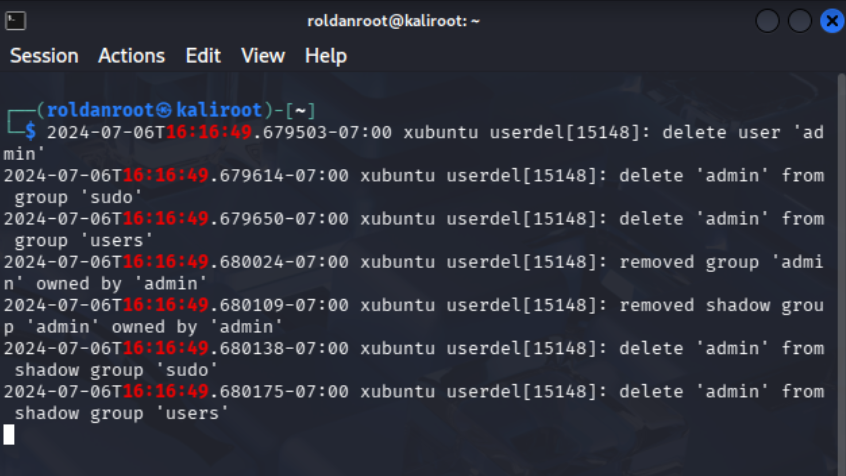 roldanroot@kaliroot: ~
Session Actions Edit View Help
┌──(roldanroot㉿kaliroot)-[~]
└─$ 2024-07-06T16:16:49.679503-07:00 xubuntu userdel[15148]: delete user 'ad
min'
2024-07-06T16:16:49.679614-07:00 xubuntu userdel[15148]: delete 'admin' from
 group 'sudo'
2024-07-06T16:16:49.679650-07:00 xubuntu userdel[15148]: delete 'admin' from
 group 'users'
2024-07-06T16:16:49.680024-07:00 xubuntu userdel[15148]: removed group 'admi
n' owned by 'admin'
2024-07-06T16:16:49.680109-07:00 xubuntu userdel[15148]: removed shadow grou
p 'admin' owned by 'admin'
2024-07-06T16:16:49.680138-07:00 xubuntu userdel[15148]: delete 'admin' from
 shadow group 'sudo'
2024-07-06T16:16:49.680175-07:00 xubuntu userdel[15148]: delete 'admin' from
 shadow group 'users'